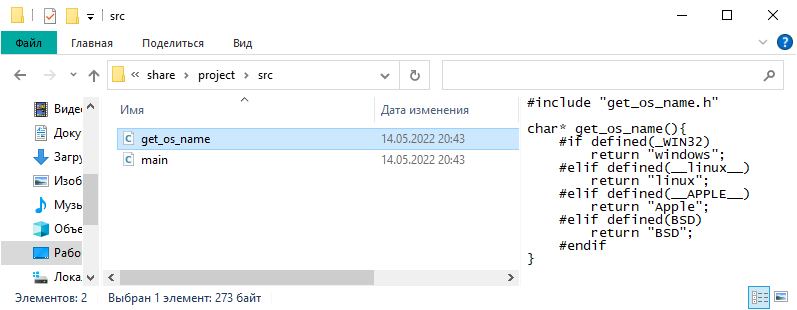 src
Файл Главная Поделиться Вид
share project src
Имя Дата изменения
Видео
get_os_name 14.05.2022 20:43
Доку
main 14.05.2022 20:43
Загру
Изоб
Музы
Объе
Рабо
Лока
#include "get_os_name.h"
char* get_os_name(){
#if defined(_WIN32)
return "windows";
#elif defined(__linux__)
return "linux";
#elif defined(__APPLE__)
return "Apple";
#elif defined(BSD)
return "BSD";
#endif
}
Элементов: 2 Выбран 1 элемент: 273 байт